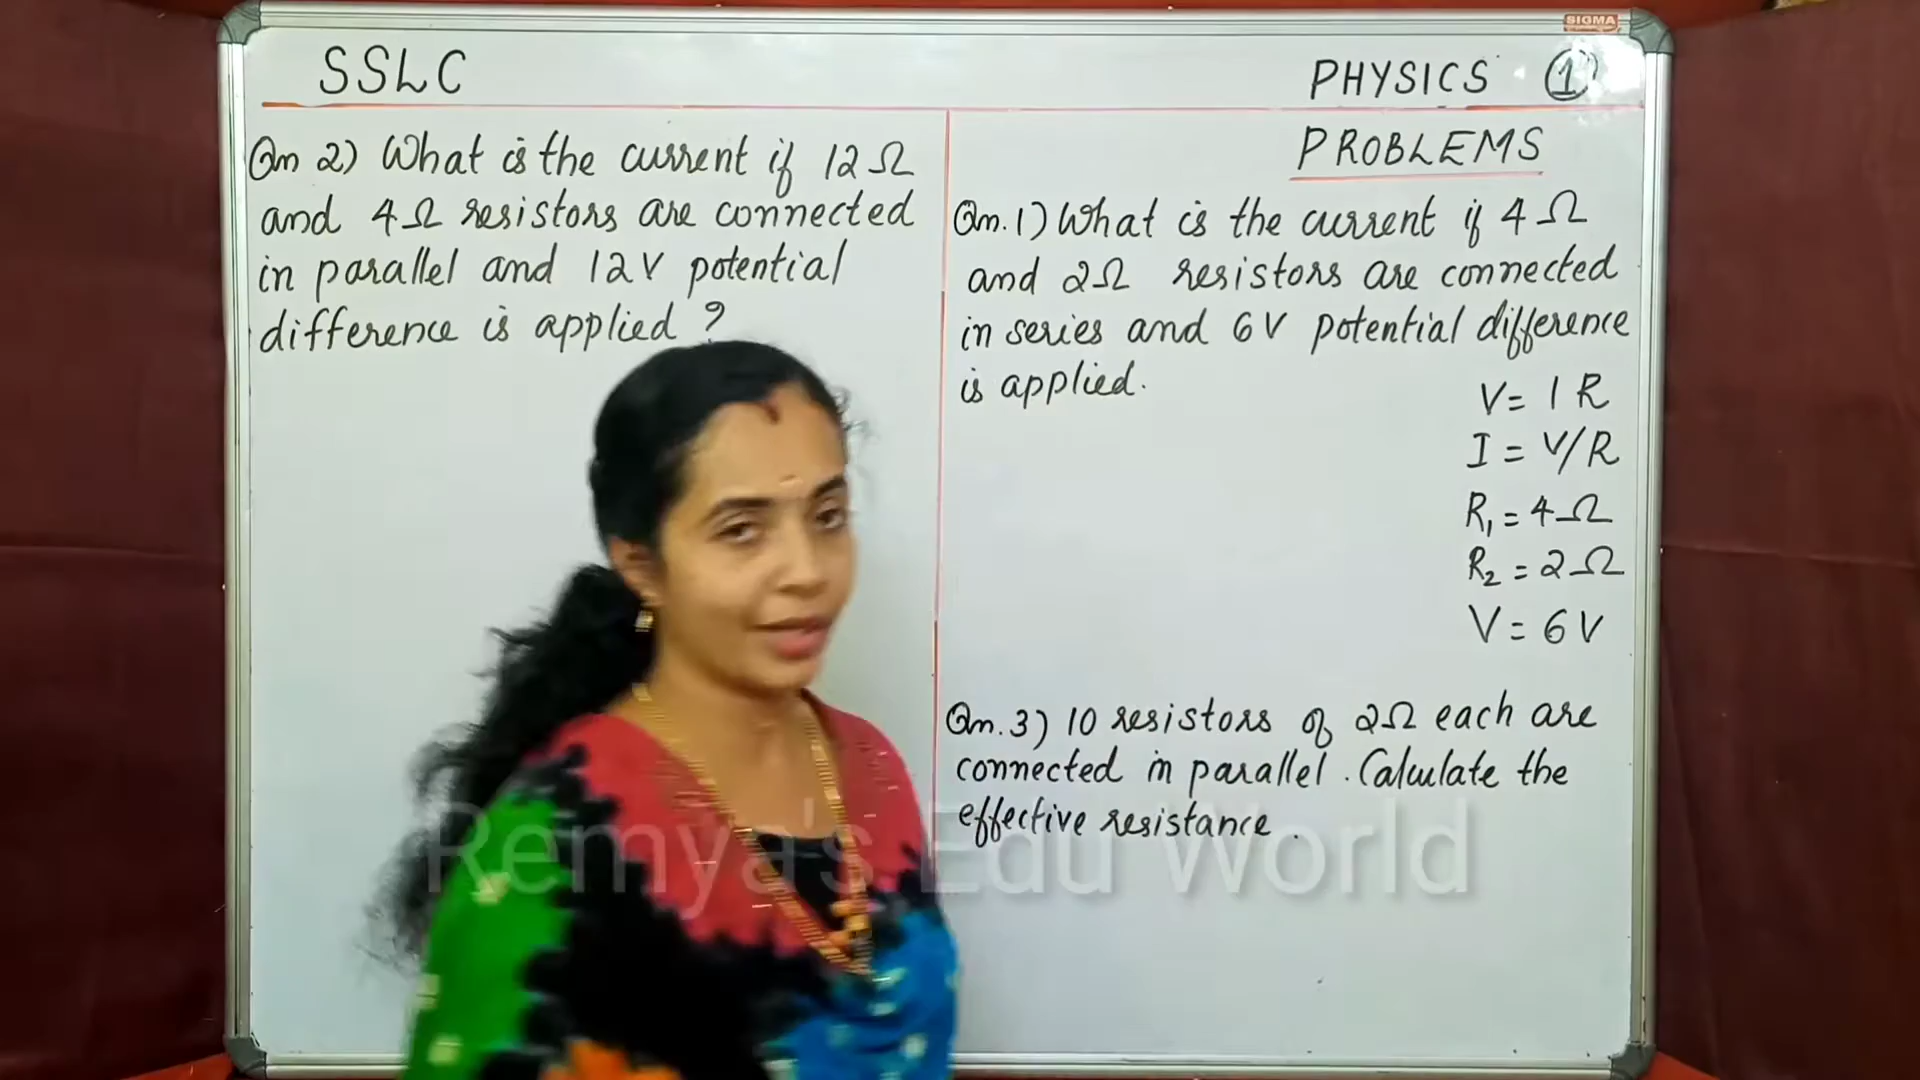 SIGMA
SSLC
PHYSICS 1
Qn 2) What is the current if 12Ω
and 4Ω resistors are connected
in parallel and 12V potential
difference is applied ?
PROBLEMS
Qn.1) What is the current if 4Ω
and 2Ω resistors are connected
in series and 6V potential difference
is applied.
V = I R
I = V/R
R₁ = 4Ω
R₂ = 2Ω
V = 6V
Qn.3) 10 resistors of 2Ω each are
connected in parallel. Calculate the
effective resistance.
Remya's Edu World